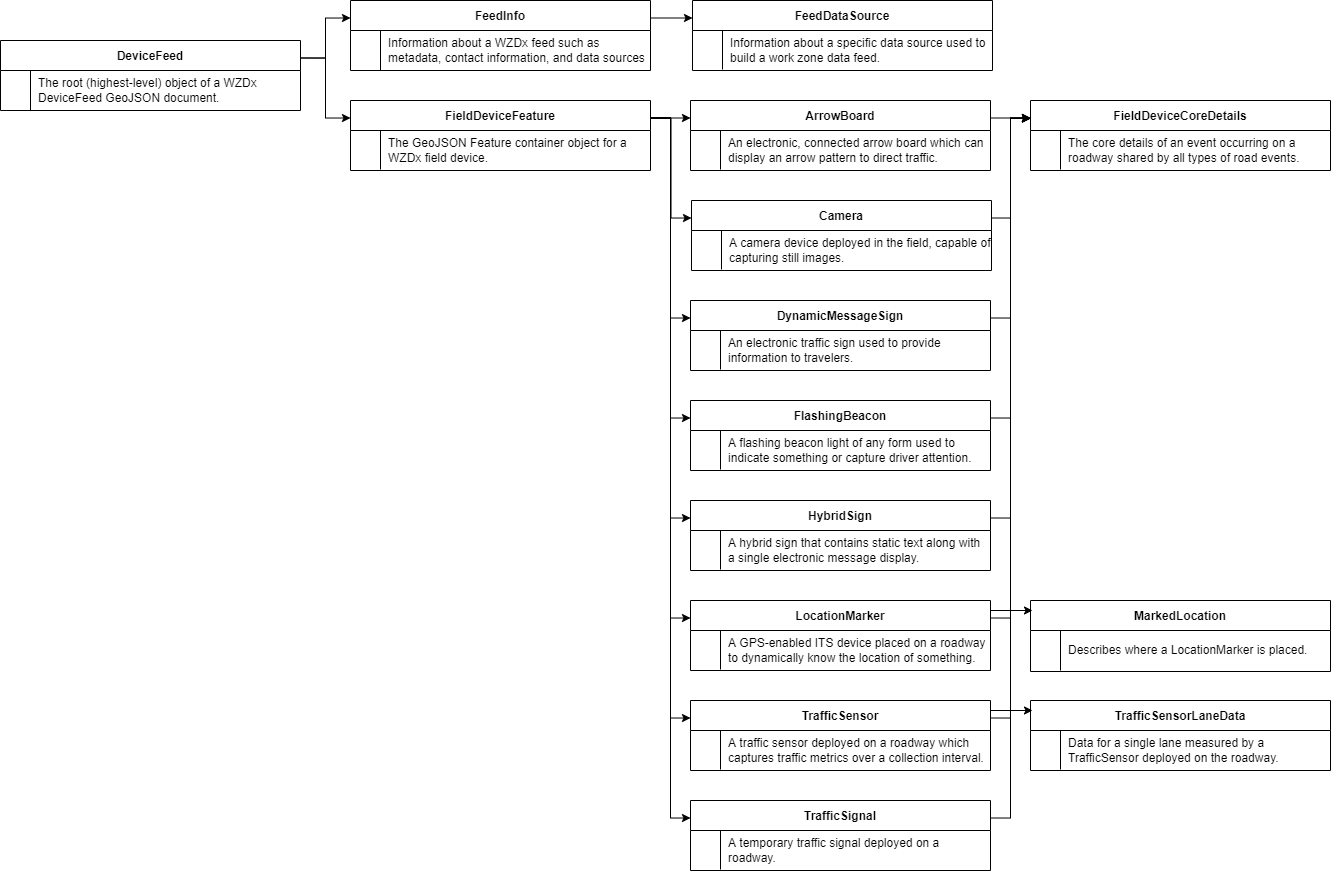 DeviceFeed
The root (highest-level) object of a WZDx
DeviceFeed GeoJSON document.
FeedInfo
Information about a WZDx feed such as
metadata, contact information, and data sources
FeedDataSource
Information about a specific data source used to
build a work zone data feed.
FieldDeviceFeature
The GeoJSON Feature container object for a
WZDx field device.
ArrowBoard
An electronic, connected arrow board which can
display an arrow pattern to direct traffic.
FieldDeviceCoreDetails
The core details of an event occurring on a
roadway shared by all types of road events.
Camera
A camera device deployed in the field, capable of
capturing still images.
DynamicMessageSign
An electronic traffic sign used to provide
information to travelers.
FlashingBeacon
A flashing beacon light of any form used to
indicate something or capture driver attention.
HybridSign
A hybrid sign that contains static text along with
a single electronic message display.
LocationMarker
A GPS-enabled ITS device placed on a roadway
to dynamically know the location of something.
MarkedLocation
Describes where a LocationMarker is placed.
TrafficSensor
A traffic sensor deployed on a roadway which
captures traffic metrics over a collection interval.
TrafficSensorLaneData
Data for a single lane measured by a
TrafficSensor deployed on the roadway.
TrafficSignal
A temporary traffic signal deployed on a
roadway.